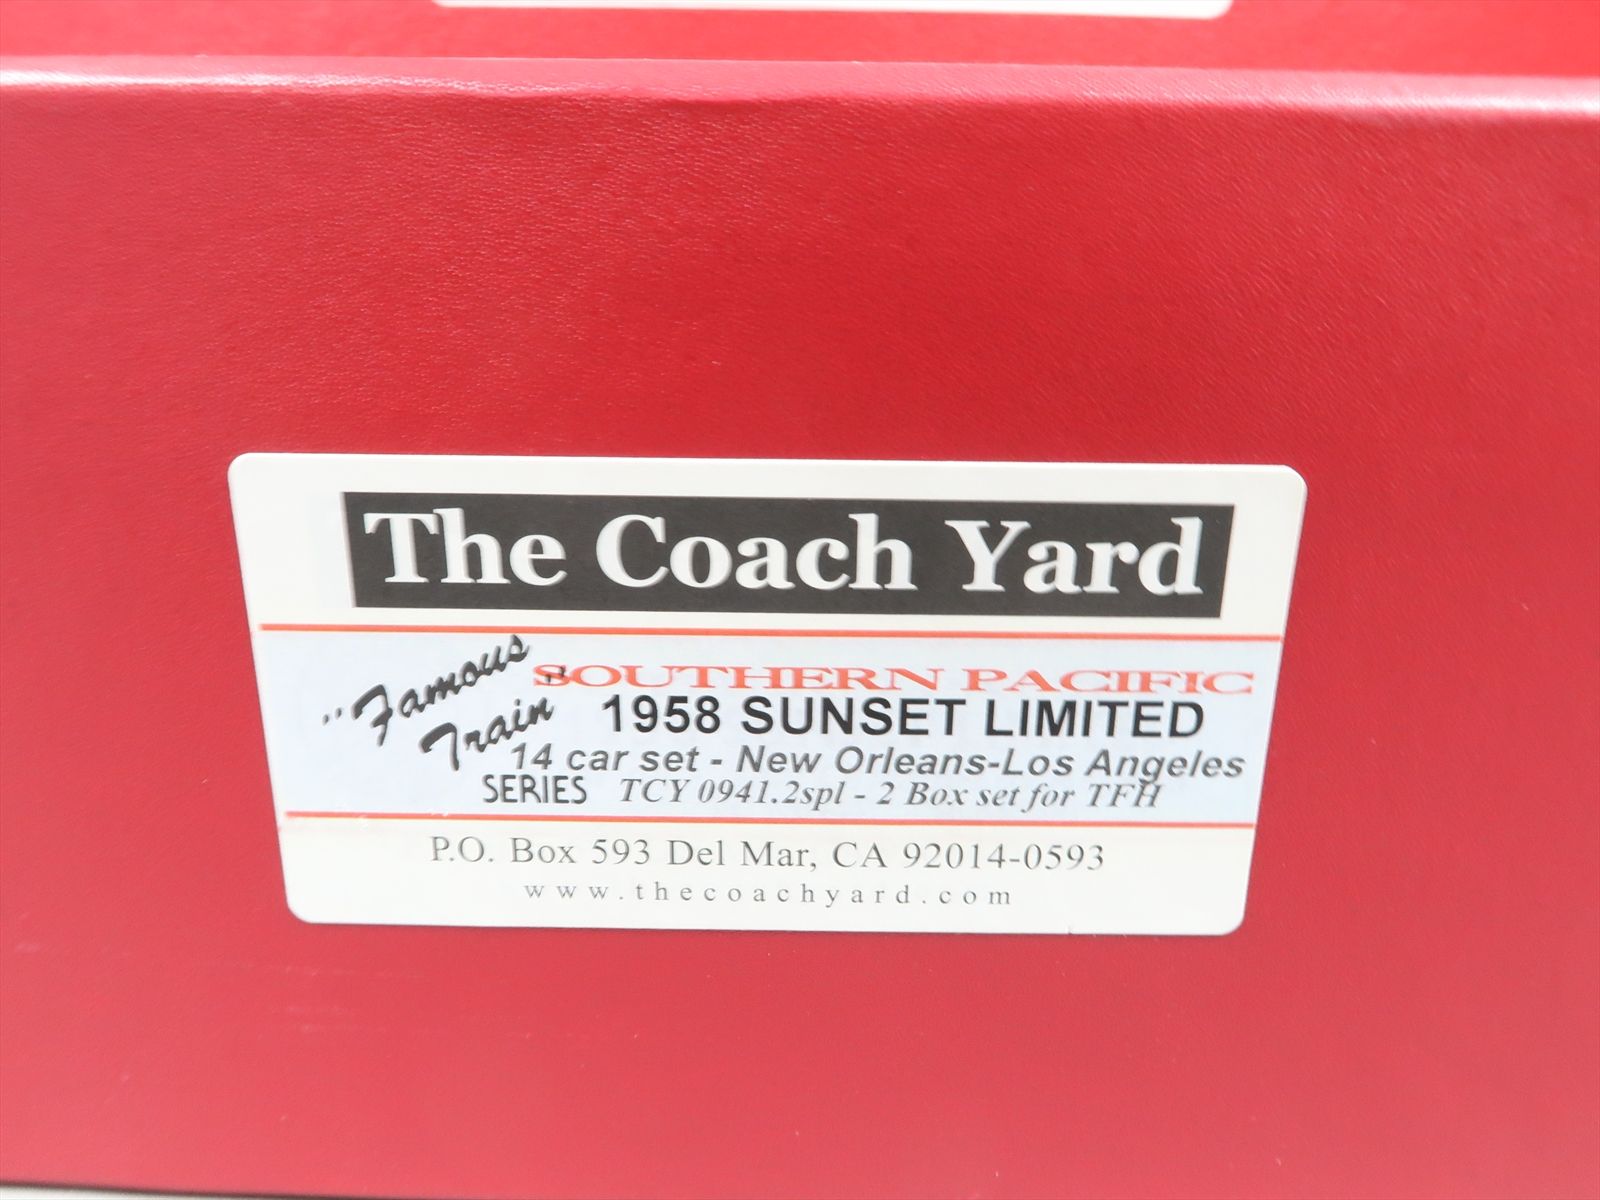 The Coach Yard
"Famous Train" SERIES
SOUTHERN PACIFIC
1958 SUNSET LIMITED
14 car set - New Orleans-Los Angeles
TCY 0941.2spl - 2 Box set for TFH
P.O. Box 593 Del Mar, CA 92014-0593
www.thecoachyard.com